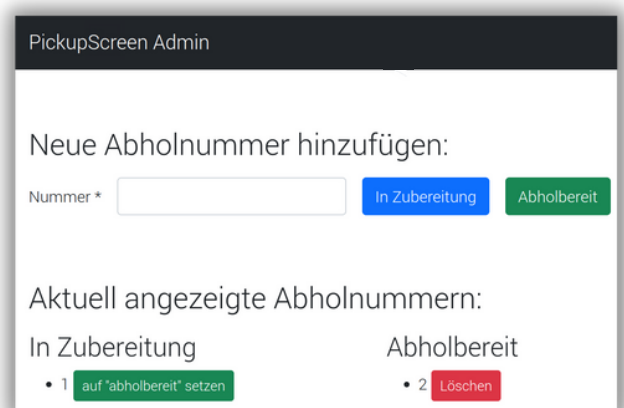 PickupScreen Admin
Neue Abholnummer hinzufügen:
Nummer * In Zubereitung Abholbereit
Aktuell angezeigte Abholnummern:
In Zubereitung Abholbereit
• 1 auf "abholbereit" setzen • 2 Löschen